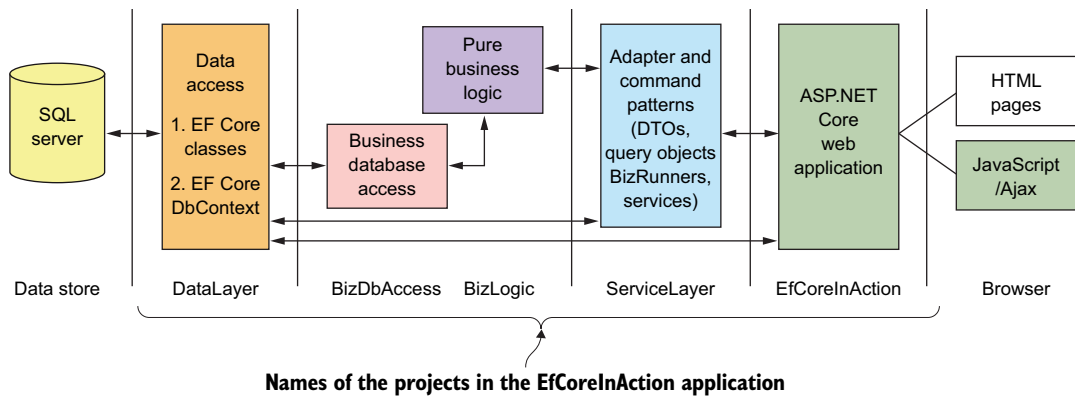 SQL
server
Data
access
1. EF Core
classes
2. EF Core
DbContext
Business
database
access
Pure
business
logic
Adapter and
command
patterns
(DTOs,
query objects
BizRunners,
services)
ASP.NET
Core
web
application
HTML
pages
JavaScript
/Ajax
Data store
DataLayer
BizDbAccess
BizLogic
ServiceLayer
EfCoreInAction
Browser
Names of the projects in the EfCoreInAction application